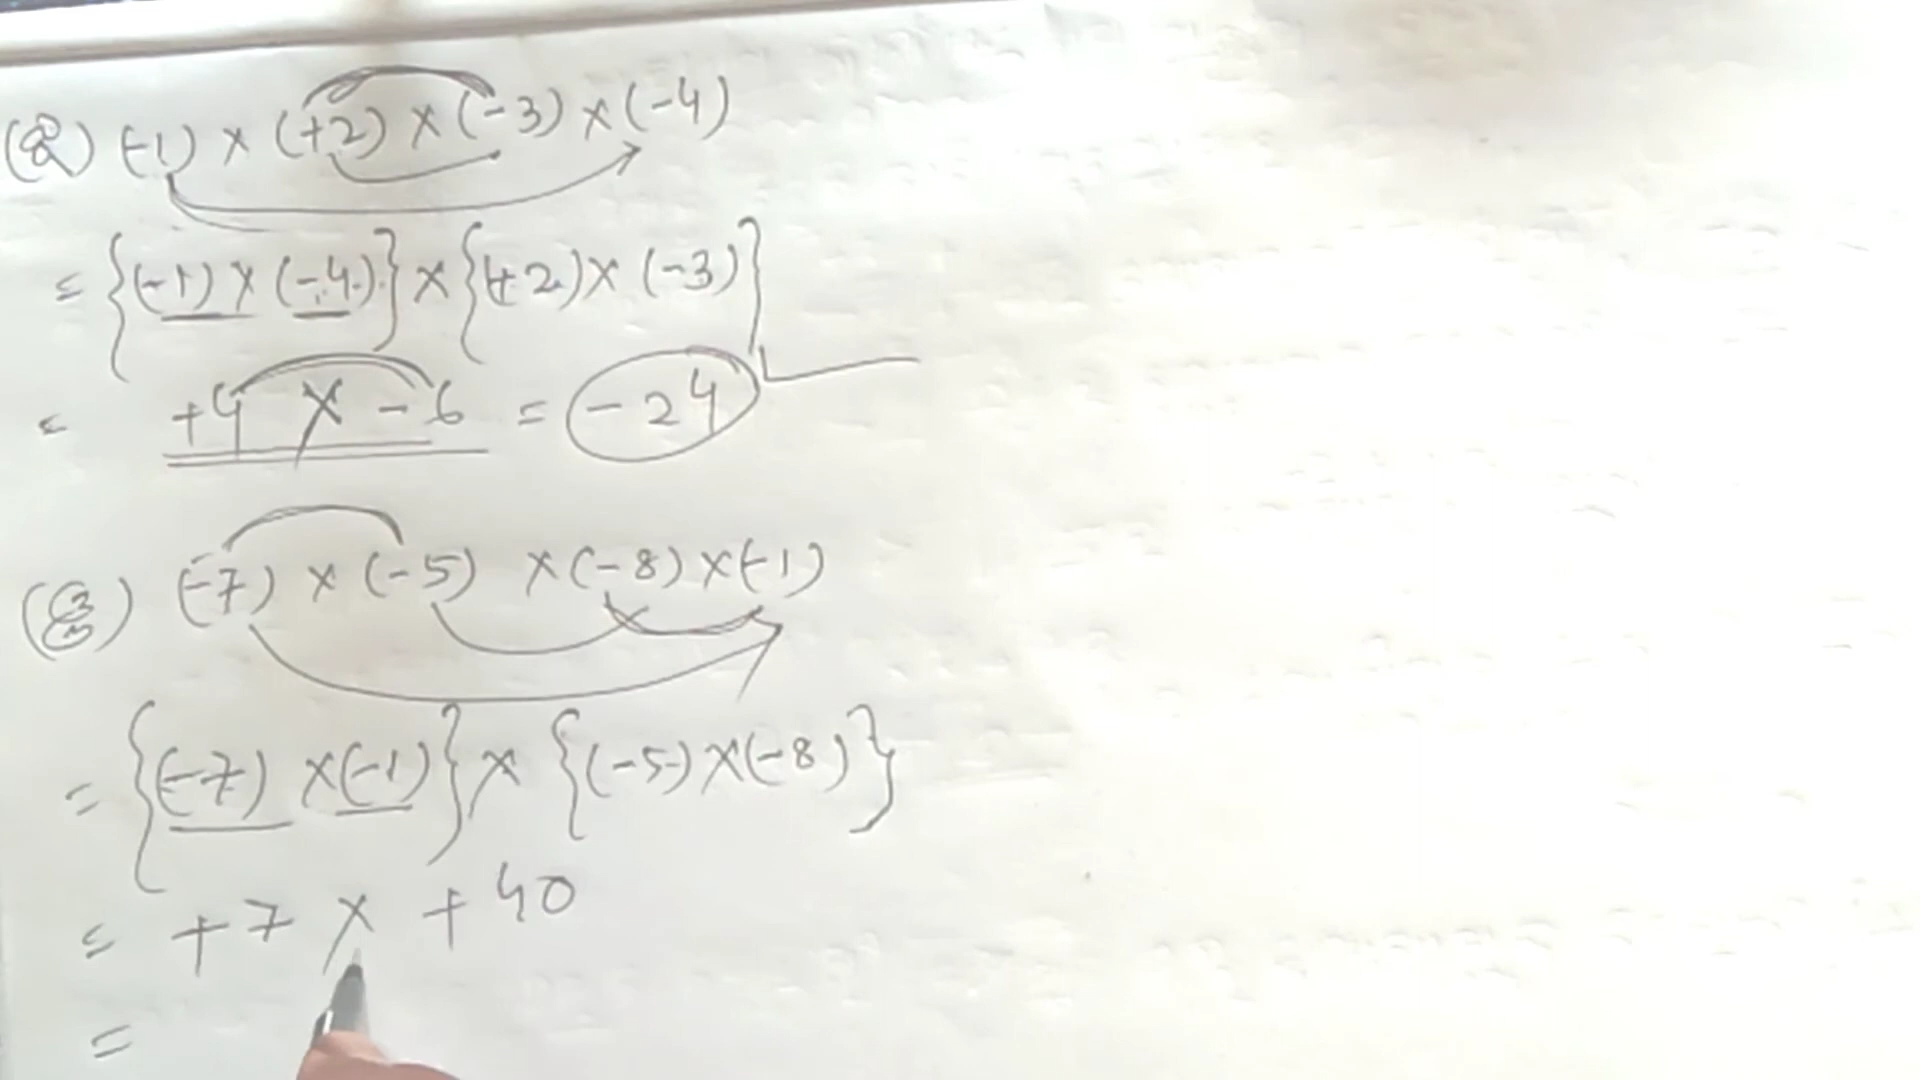 (2) (-1) × (+2) × (-3) × (-4)
= {(-1) × (-4)} × {(+2) × (-3)}
= +4 × -6 = -24
(3) (-7) × (-5) × (-8) × (-1)
= {(-7) × (-1)} × {(-5) × (-8)}
= +7 × +40
=